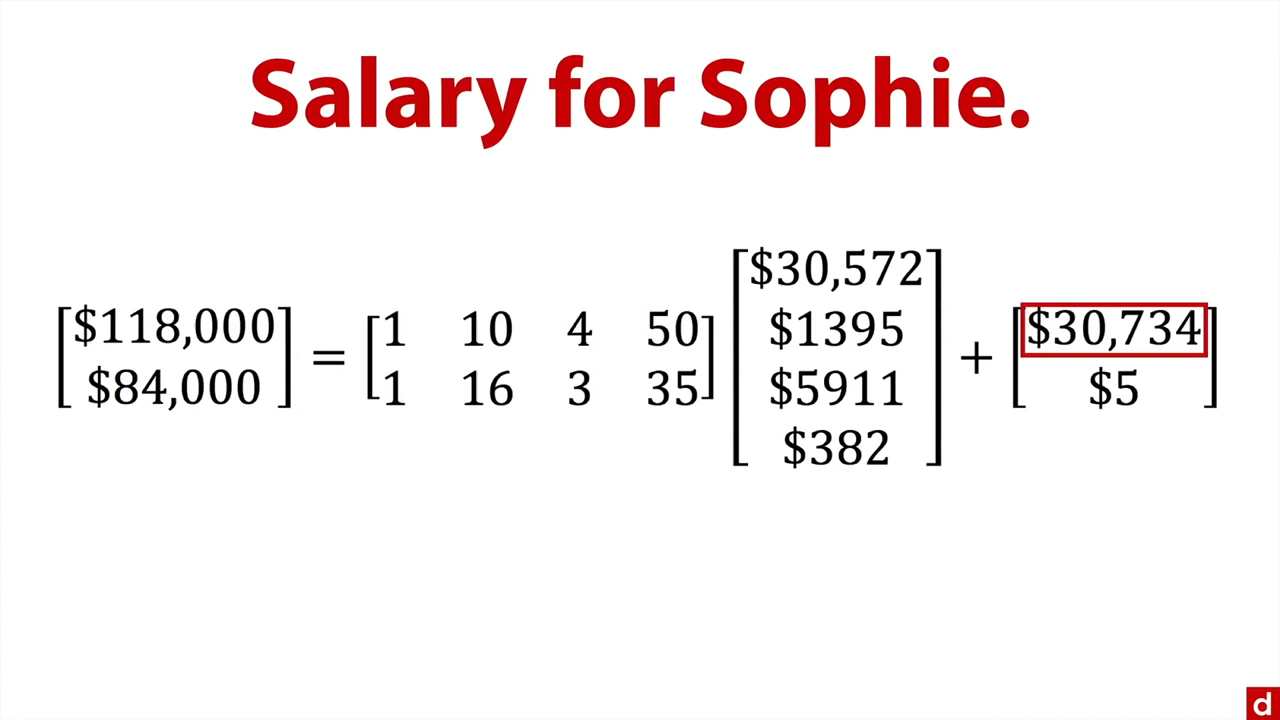 Salary for Sophie.
[$118,000 $84,000] = [1 10 4 50 1 16 3 35] [$30,572 $1395 $5911 $382] + [$30,734 $5]
d